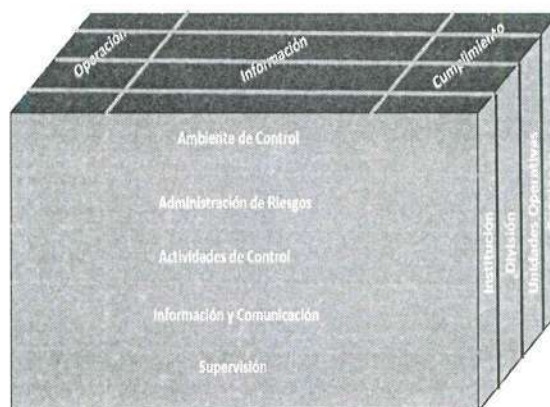 Operación
Información
Cumplimiento
Ambiente de Control
Administración de Riesgos
Actividades de Control
Información y Comunicación
Supervisión
Institución
División
Unidades Operativas